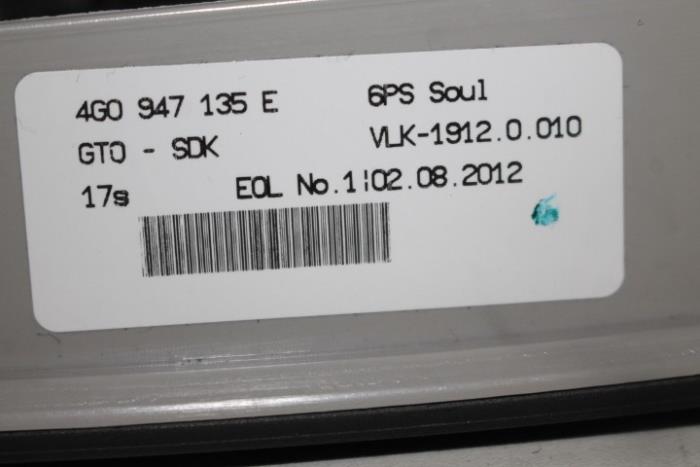 4G0 947 135 E 6PS Soul
GTO - SDK VLK-1912.0.010
17s EOL No.1¦02.08.2012